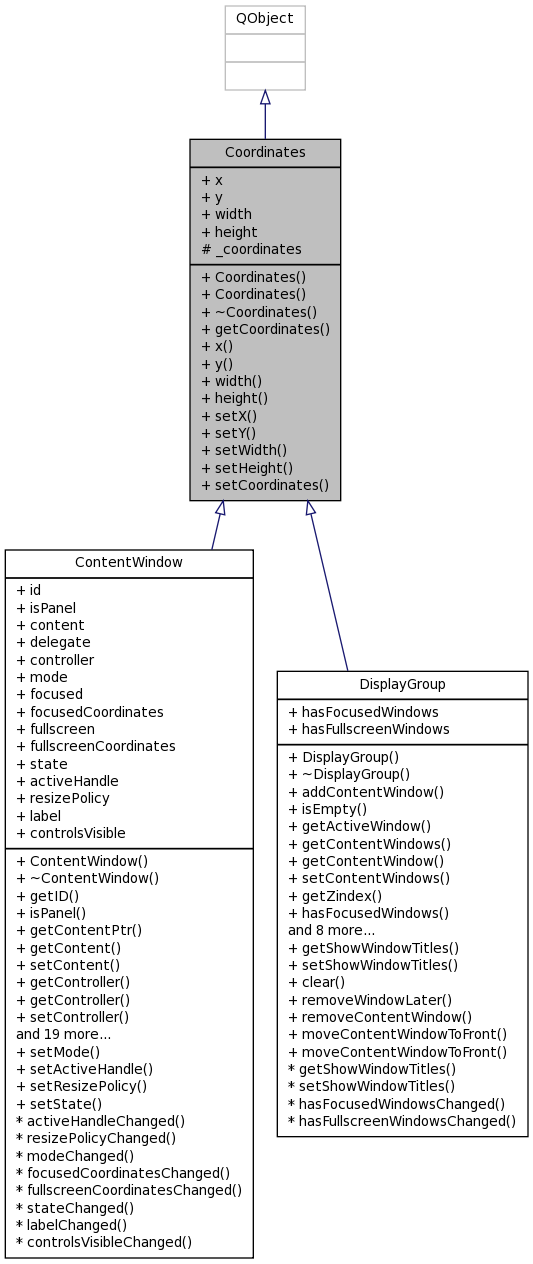 QObject
Coordinates
+ x
+ y
+ width
+ height
# _coordinates
+ Coordinates()
+ Coordinates()
+ ~Coordinates()
+ getCoordinates()
+ x()
+ y()
+ width()
+ height()
+ setX()
+ setY()
+ setWidth()
+ setHeight()
+ setCoordinates()
ContentWindow
+ id
+ isPanel
+ content
+ delegate
+ controller
+ mode
+ focused
+ focusedCoordinates
+ fullscreen
+ fullscreenCoordinates
+ state
+ activeHandle
+ resizePolicy
+ label
+ controlsVisible
+ ContentWindow()
+ ~ContentWindow()
+ getID()
+ isPanel()
+ getContentPtr()
+ getContent()
+ setContent()
+ getController()
+ getController()
+ setController()
and 19 more...
+ setMode()
+ setActiveHandle()
+ setResizePolicy()
+ setState()
* activeHandleChanged()
* resizePolicyChanged()
* modeChanged()
* focusedCoordinatesChanged()
* fullscreenCoordinatesChanged()
* stateChanged()
* labelChanged()
* controlsVisibleChanged()
DisplayGroup
+ hasFocusedWindows
+ hasFullscreenWindows
+ DisplayGroup()
+ ~DisplayGroup()
+ addContentWindow()
+ isEmpty()
+ getActiveWindow()
+ getContentWindows()
+ getContentWindow()
+ setContentWindows()
+ getZindex()
+ hasFocusedWindows()
and 8 more...
+ getShowWindowTitles()
+ setShowWindowTitles()
+ clear()
+ removeWindowLater()
+ removeContentWindow()
+ moveContentWindowToFront()
+ moveContentWindowToFront()
* getShowWindowTitles()
* setShowWindowTitles()
* hasFocusedWindowsChanged()
* hasFullscreenWindowsChanged()